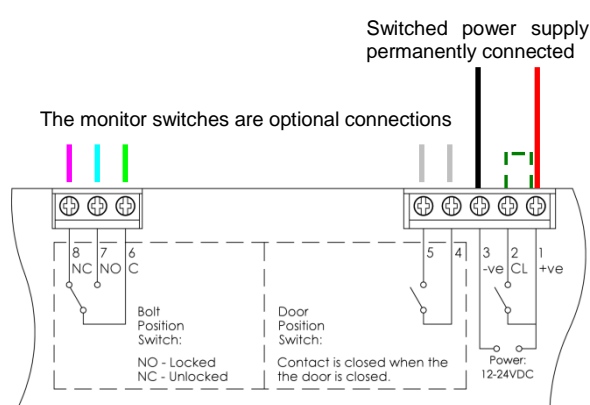 Switched power supply
permanently connected
The monitor switches are optional connections
8 7 6 5 4 3 2 1
NC NO C -ve CL +ve
Bolt
Position
Switch:
NO - Locked
NC - Unlocked
Door
Position
Switch:
Contact is closed when the
the door is closed.
Power:
12-24VDC